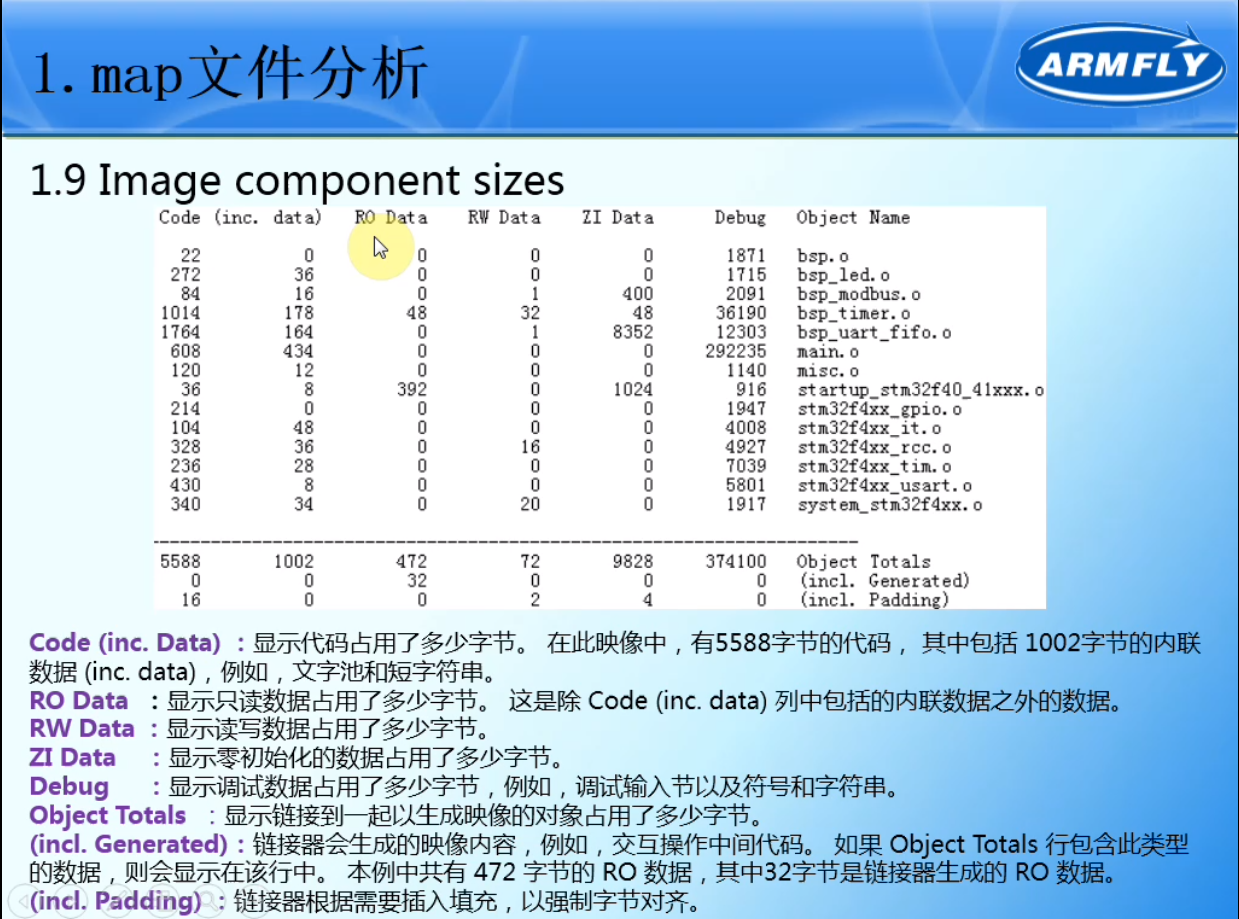 1.map文件分析
ARMFLY
1.9 Image component sizes
Code (inc. data) RO Data RW Data ZI Data Debug Object Name
22 0 0 0 0 1871 bsp.o
272 36 0 0 0 1715 bsp_led.o
84 16 0 1 400 2091 bsp_modbus.o
1014 178 48 32 48 36190 bsp_timer.o
1764 164 0 1 8352 12303 bsp_uart_fifo.o
608 434 0 0 0 292235 main.o
120 12 0 0 0 1140 misc.o
36 8 392 0 1024 916 startup_stm32f40_41xxx.o
214 0 0 0 0 1947 stm32f4xx_gpio.o
104 48 0 0 0 4008 stm32f4xx_it.o
328 36 0 16 0 4927 stm32f4xx_rcc.o
236 28 0 0 0 7039 stm32f4xx_tim.o
430 8 0 0 0 5801 stm32f4xx_usart.o
340 34 0 20 0 1917 system_stm32f4xx.o
----------------------------------------------------------------------
5588 1002 472 72 9828 374100 Object Totals
0 0 32 0 0 0 (incl. Generated)
16 0 0 2 4 0 (incl. Padding)
Code (inc. Data) ：显示代码占用了多少字节。 在此映像中，有5588字节的代码， 其中包括 1002字节的内联
数据 (inc. data)，例如，文字池和短字符串。
RO Data ：显示只读数据占用了多少字节。 这是除 Code (inc. data) 列中包括的内联数据之外的数据。
RW Data ：显示读写数据占用了多少字节。
ZI Data ：显示零初始化的数据占用了多少字节。
Debug ：显示调试数据占用了多少字节，例如，调试输入节以及符号和字符串。
Object Totals ：显示链接到一起以生成映像的对象占用了多少字节。
(incl. Generated)：链接器会生成的映像内容，例如，交互操作中间代码。 如果 Object Totals 行包含此类型
的数据，则会显示在该行中。 本例中共有 472 字节的 RO 数据，其中32字节是链接器生成的 RO 数据。
(incl. Padding) ：链接器根据需要插入填充，以强制字节对齐。